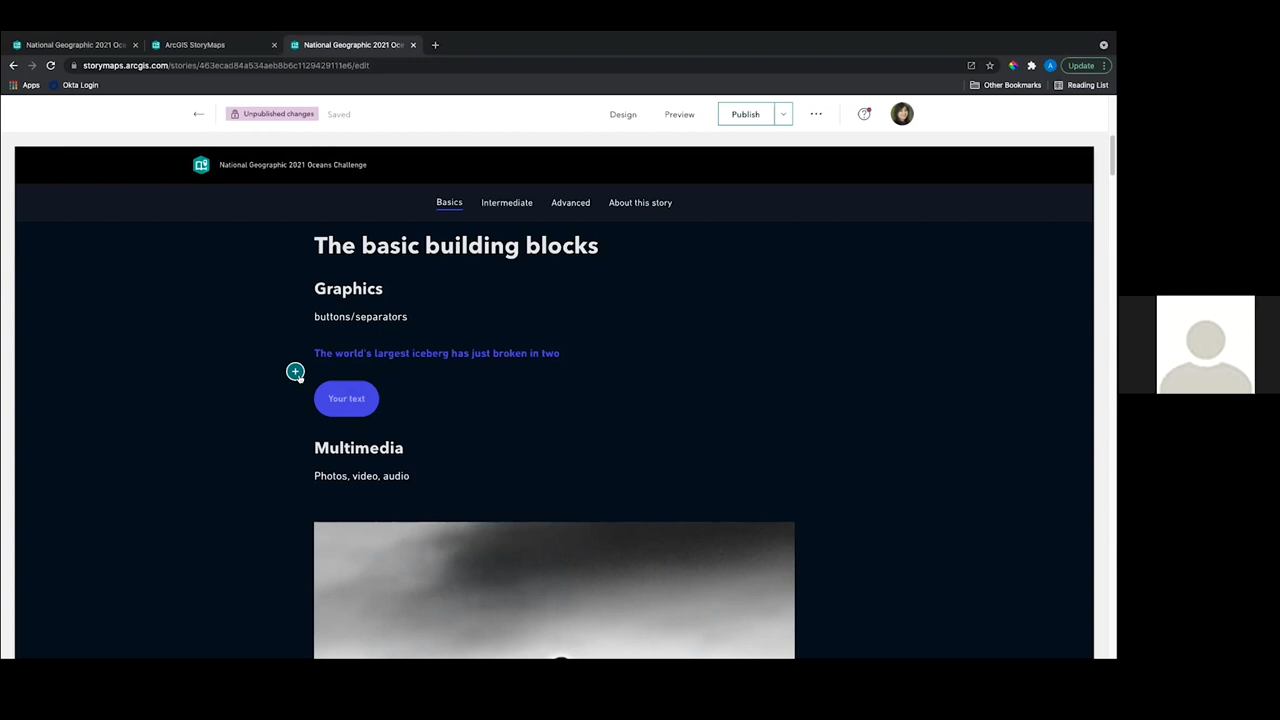 National Geographic 2021 Oce
ArcGIS StoryMaps
National Geographic 2021 Oce
storymaps.arcgis.com/stories/463ecad84a534aeb8b6c1129429111e6/edit
A
Update
Apps
Okta Login
Other Bookmarks
Reading List
Unpublished changes
Saved
Design
Preview
Publish
National Geographic 2021 Oceans Challenge
Basics
Intermediate
Advanced
About this story
The basic building blocks
Graphics
buttons/separators
The world's largest iceberg has just broken in two
Your text
Multimedia
Photos, video, audio